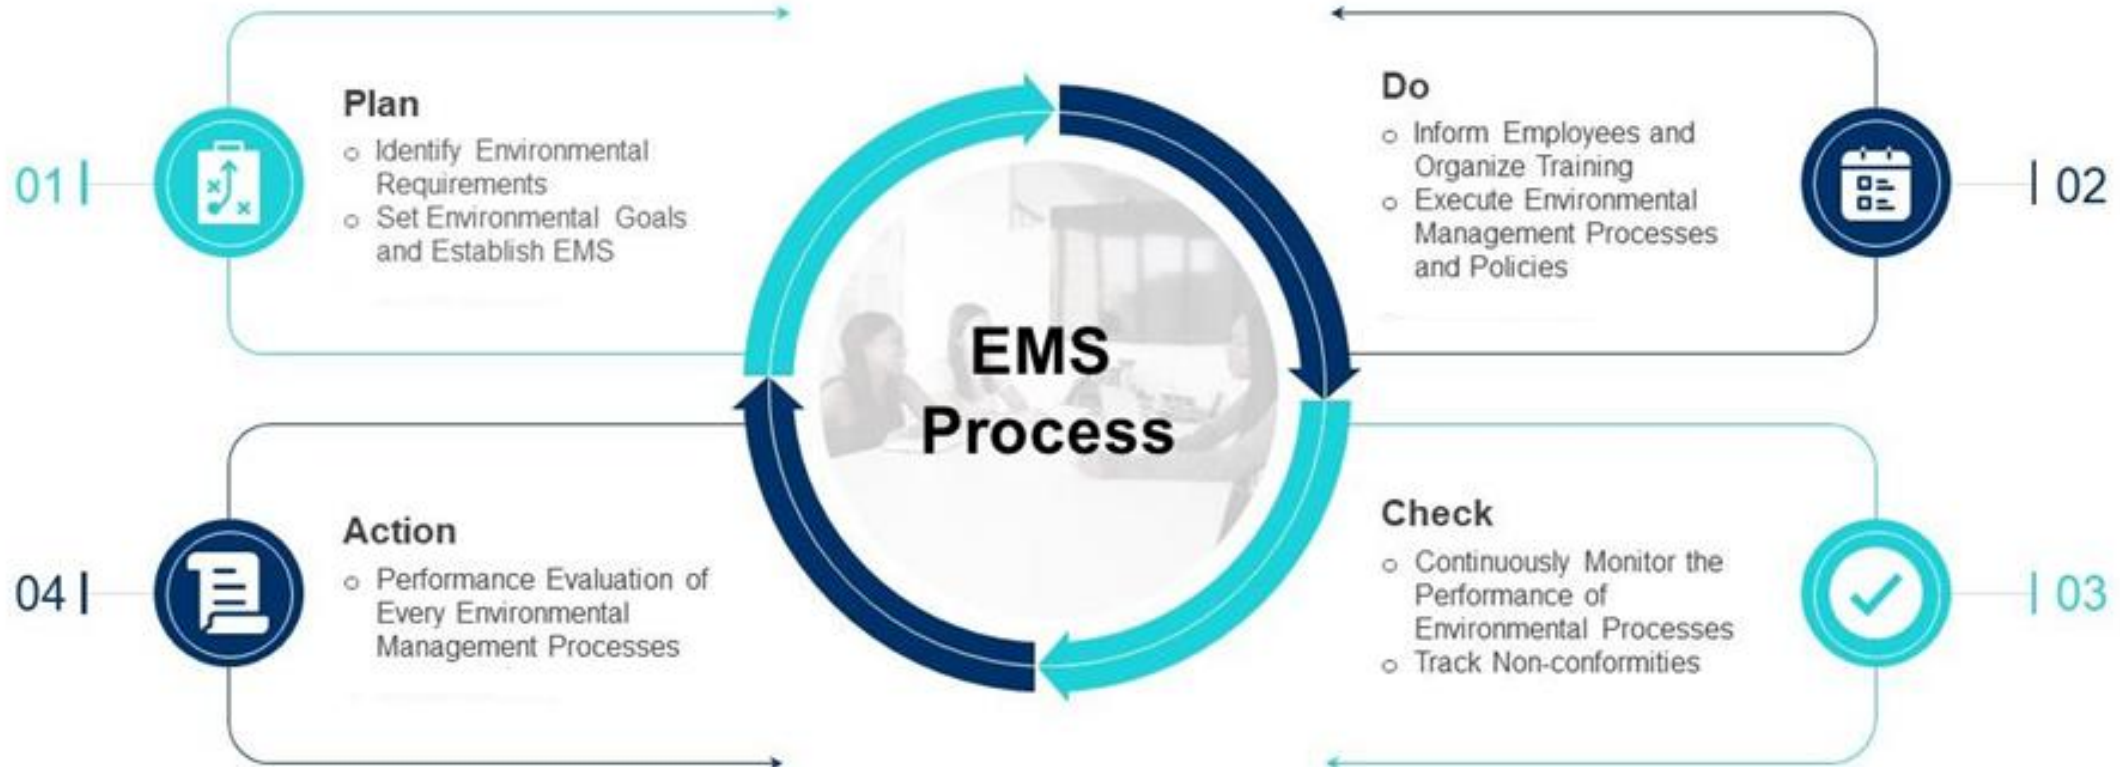 01
Plan
Identify Environmental
Requirements
Set Environmental Goals
and Establish EMS
Do
Inform Employees and
Organize Training
Execute Environmental
Management Processes
and Policies
02
EMS
Process
04
Action
Performance Evaluation of
Every Environmental
Management Processes
Check
Continuously Monitor the
Performance of
Environmental Processes
Track Non-conformities
03